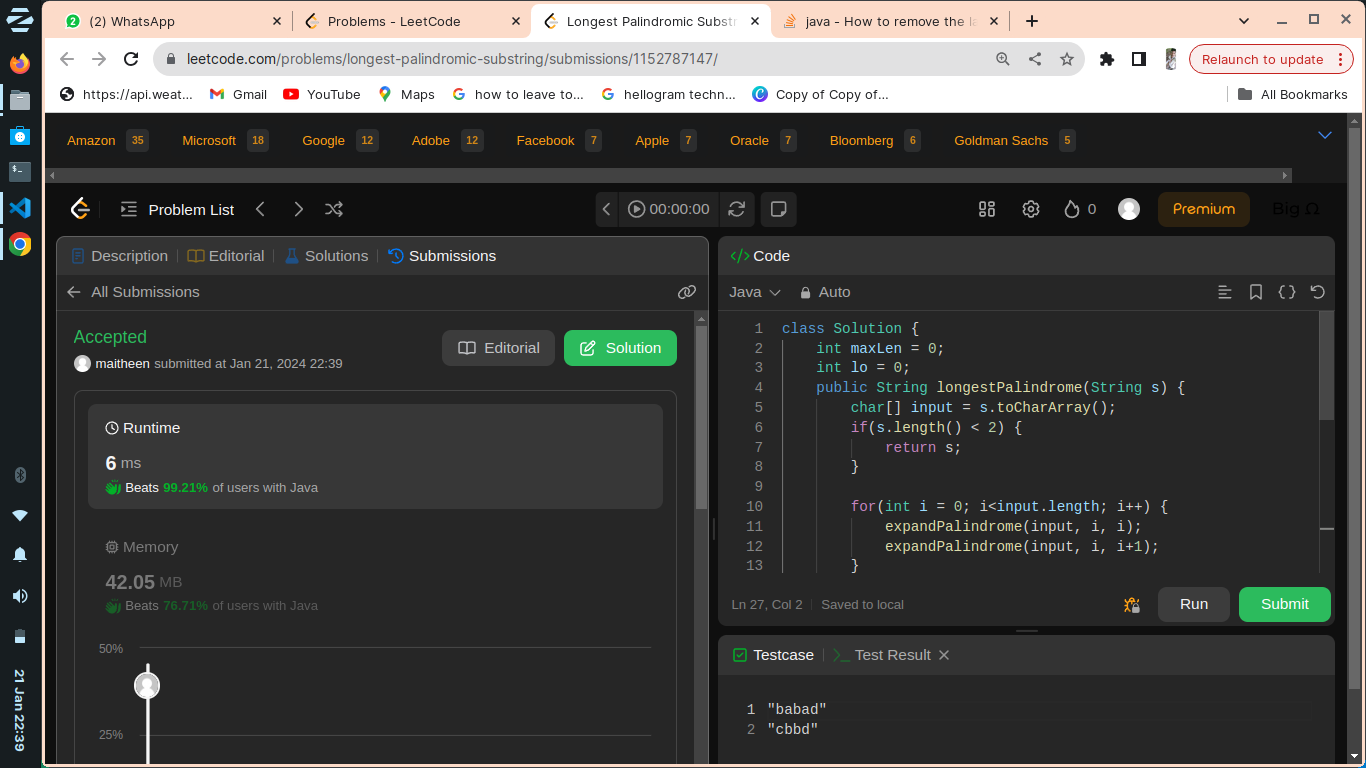 (2) WhatsApp
Problems - LeetCode
Longest Palindromic Substr
java - How to remove the la
leetcode.com/problems/longest-palindromic-substring/submissions/1152787147/
Relaunch to update
https://api.weat...
Gmail
YouTube
Maps
how to leave to...
hellogram techn...
Copy of Copy of...
All Bookmarks
Amazon 35
Microsoft 18
Google 12
Adobe 12
Facebook 7
Apple 7
Oracle 7
Bloomberg 6
Goldman Sachs 5
Problem List
00:00:00
0
Premium
Big Ω
Description
Editorial
Solutions
Submissions
All Submissions
Accepted
maitheen submitted at Jan 21, 2024 22:39
Editorial
Solution
Runtime
6 ms
Beats 99.21% of users with Java
Memory
42.05 MB
Beats 76.71% of users with Java
50%
25%
</> Code
Java
Auto
1 class Solution {
2 int maxLen = 0;
3 int lo = 0;
4 public String longestPalindrome(String s) {
5 char[] input = s.toCharArray();
6 if(s.length() < 2) {
7 return s;
8 }
9
10 for(int i = 0; i<input.length; i++) {
11 expandPalindrome(input, i, i);
12 expandPalindrome(input, i, i+1);
13 }
Ln 27, Col 2
Saved to local
Run
Submit
Testcase
Test Result
1 "babad"
2 "cbbd"
21 Jan 22:39